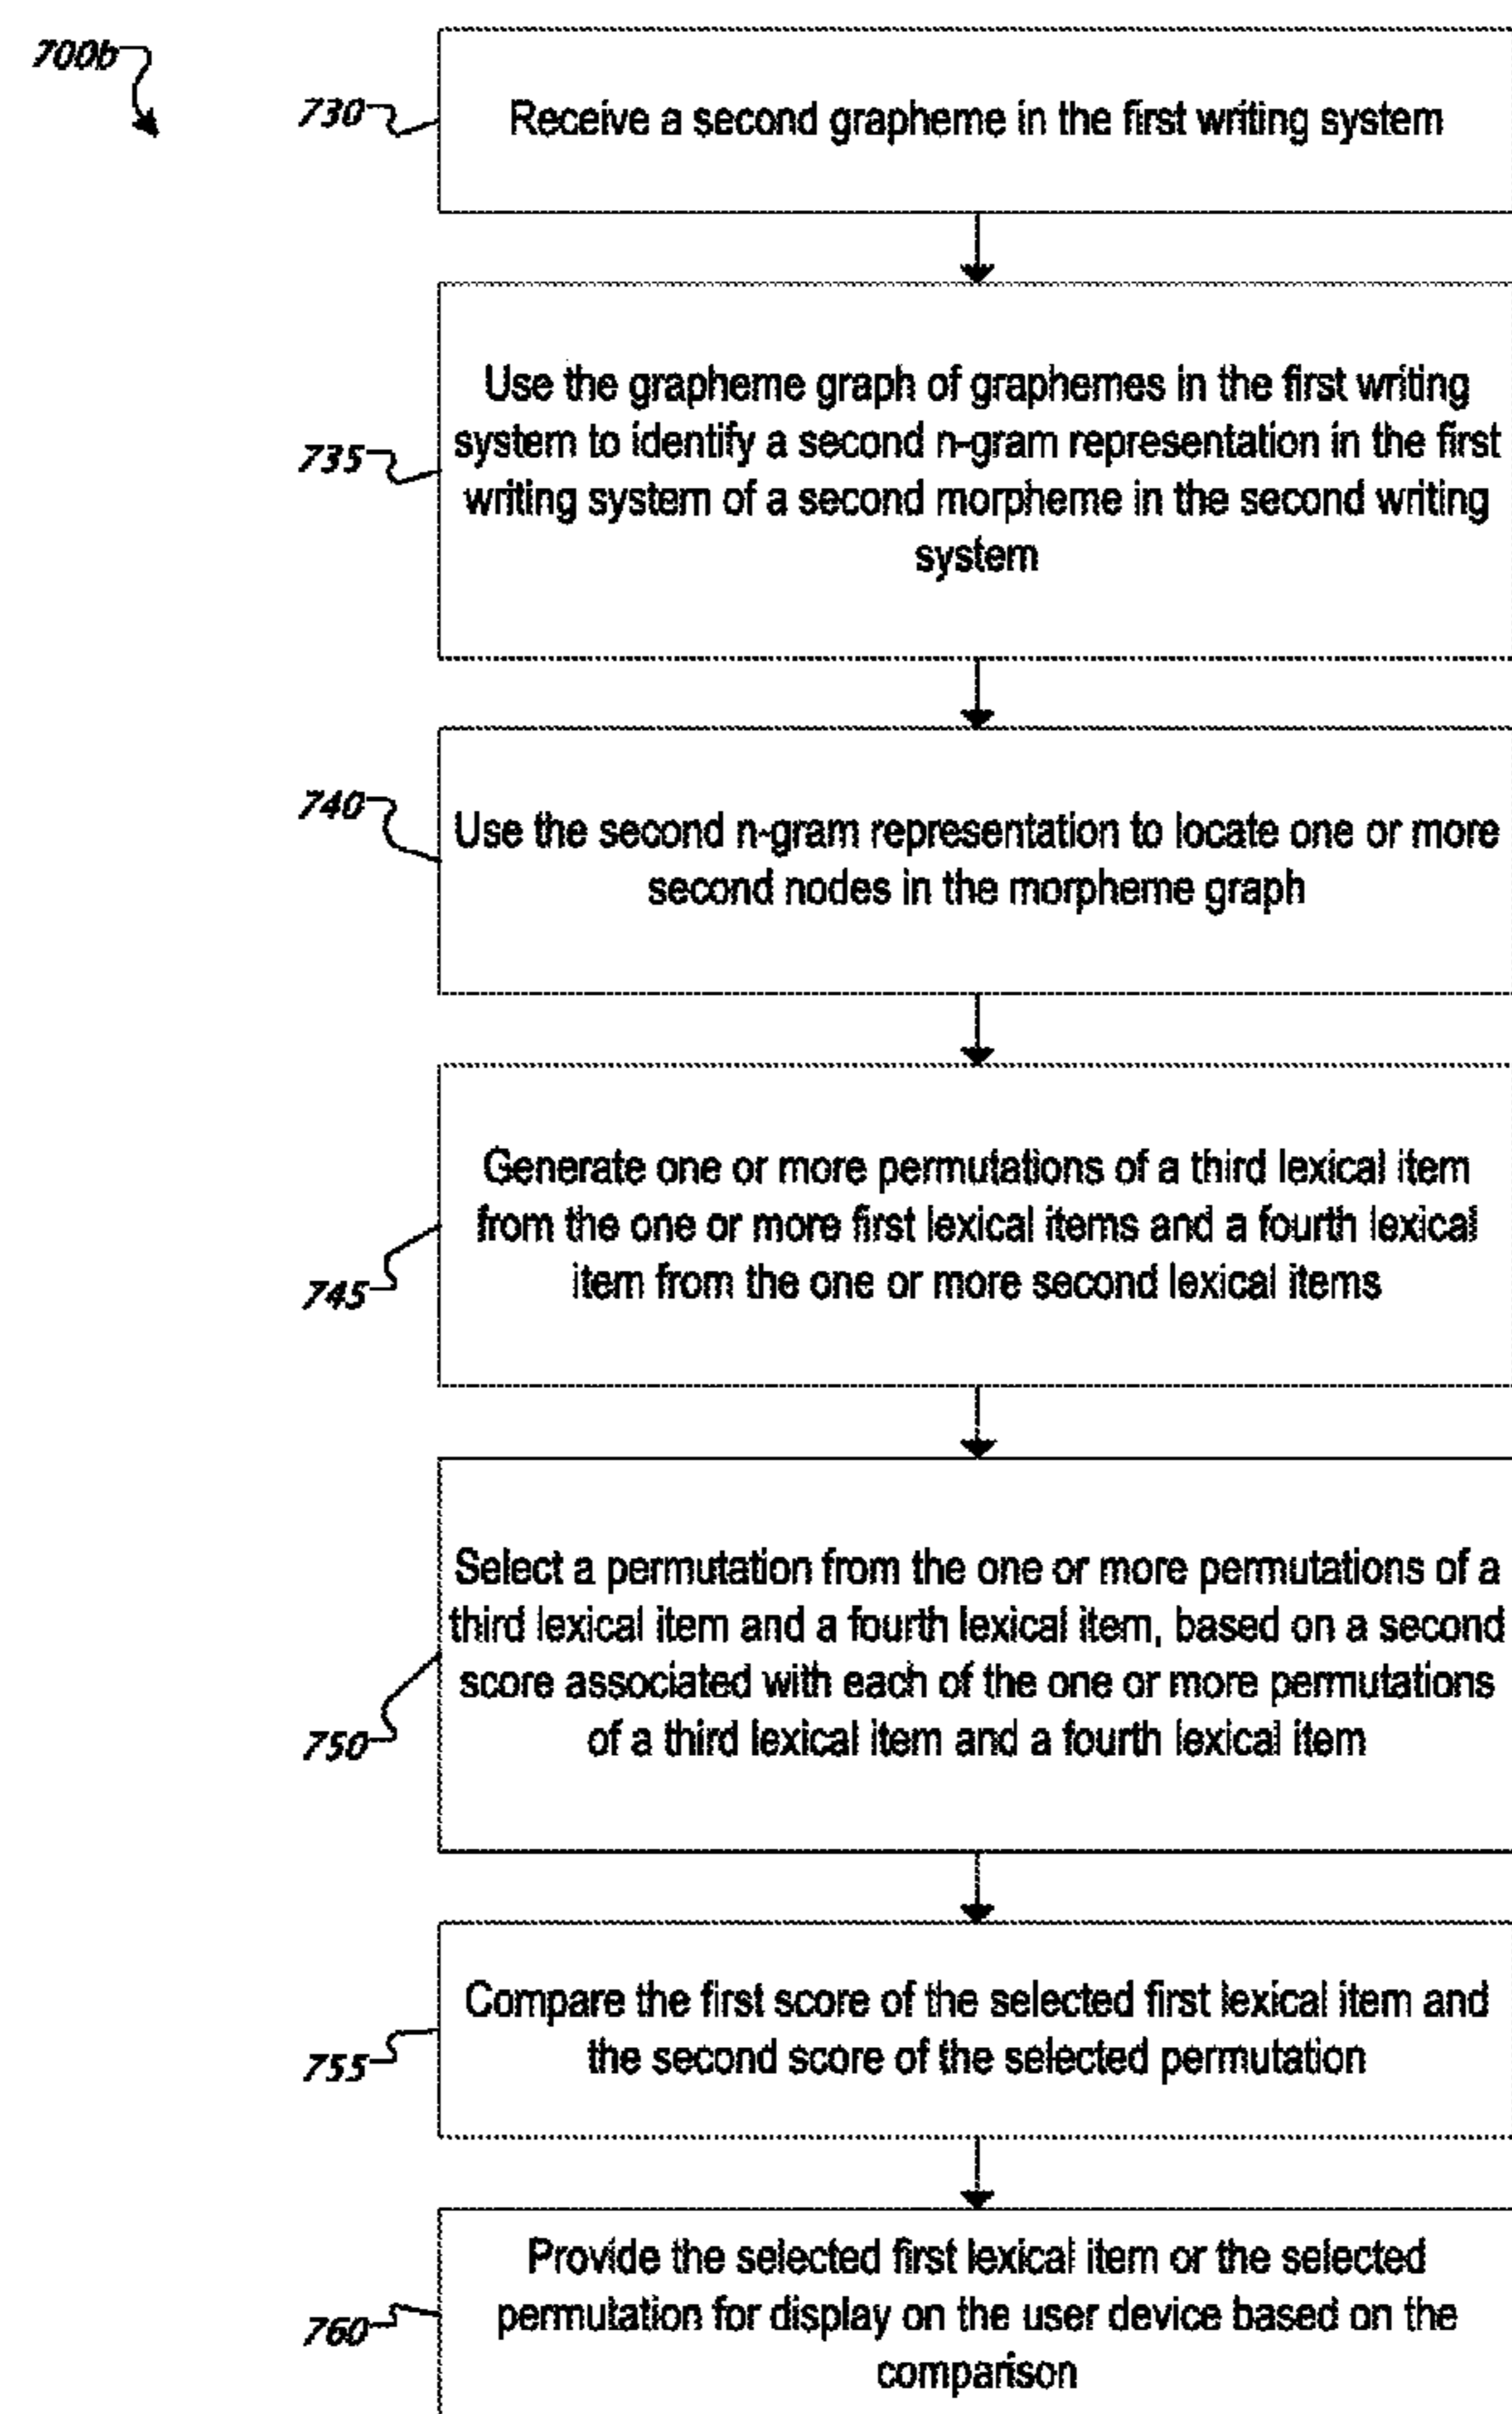 700b
730
Receive a second grapheme in the first writing system
735
Use the grapheme graph of graphemes in the first writing
system to identify a second n-gram representation in the first
writing system of a second morpheme in the second writing
system
740
Use the second n-gram representation to locate one or more
second nodes in the morpheme graph
745
Generate one or more permutations of a third lexical item
from the one or more first lexical items and a fourth lexical
item from the one or more second lexical items
750
Select a permutation from the one or more permutations of a
third lexical item and a fourth lexical item, based on a second
score associated with each of the one or more permutations
of a third lexical item and a fourth lexical item
755
Compare the first score of the selected first lexical item and
the second score of the selected permutation
760
Provide the selected first lexical item or the selected
permutation for display on the user device based on the
comparison